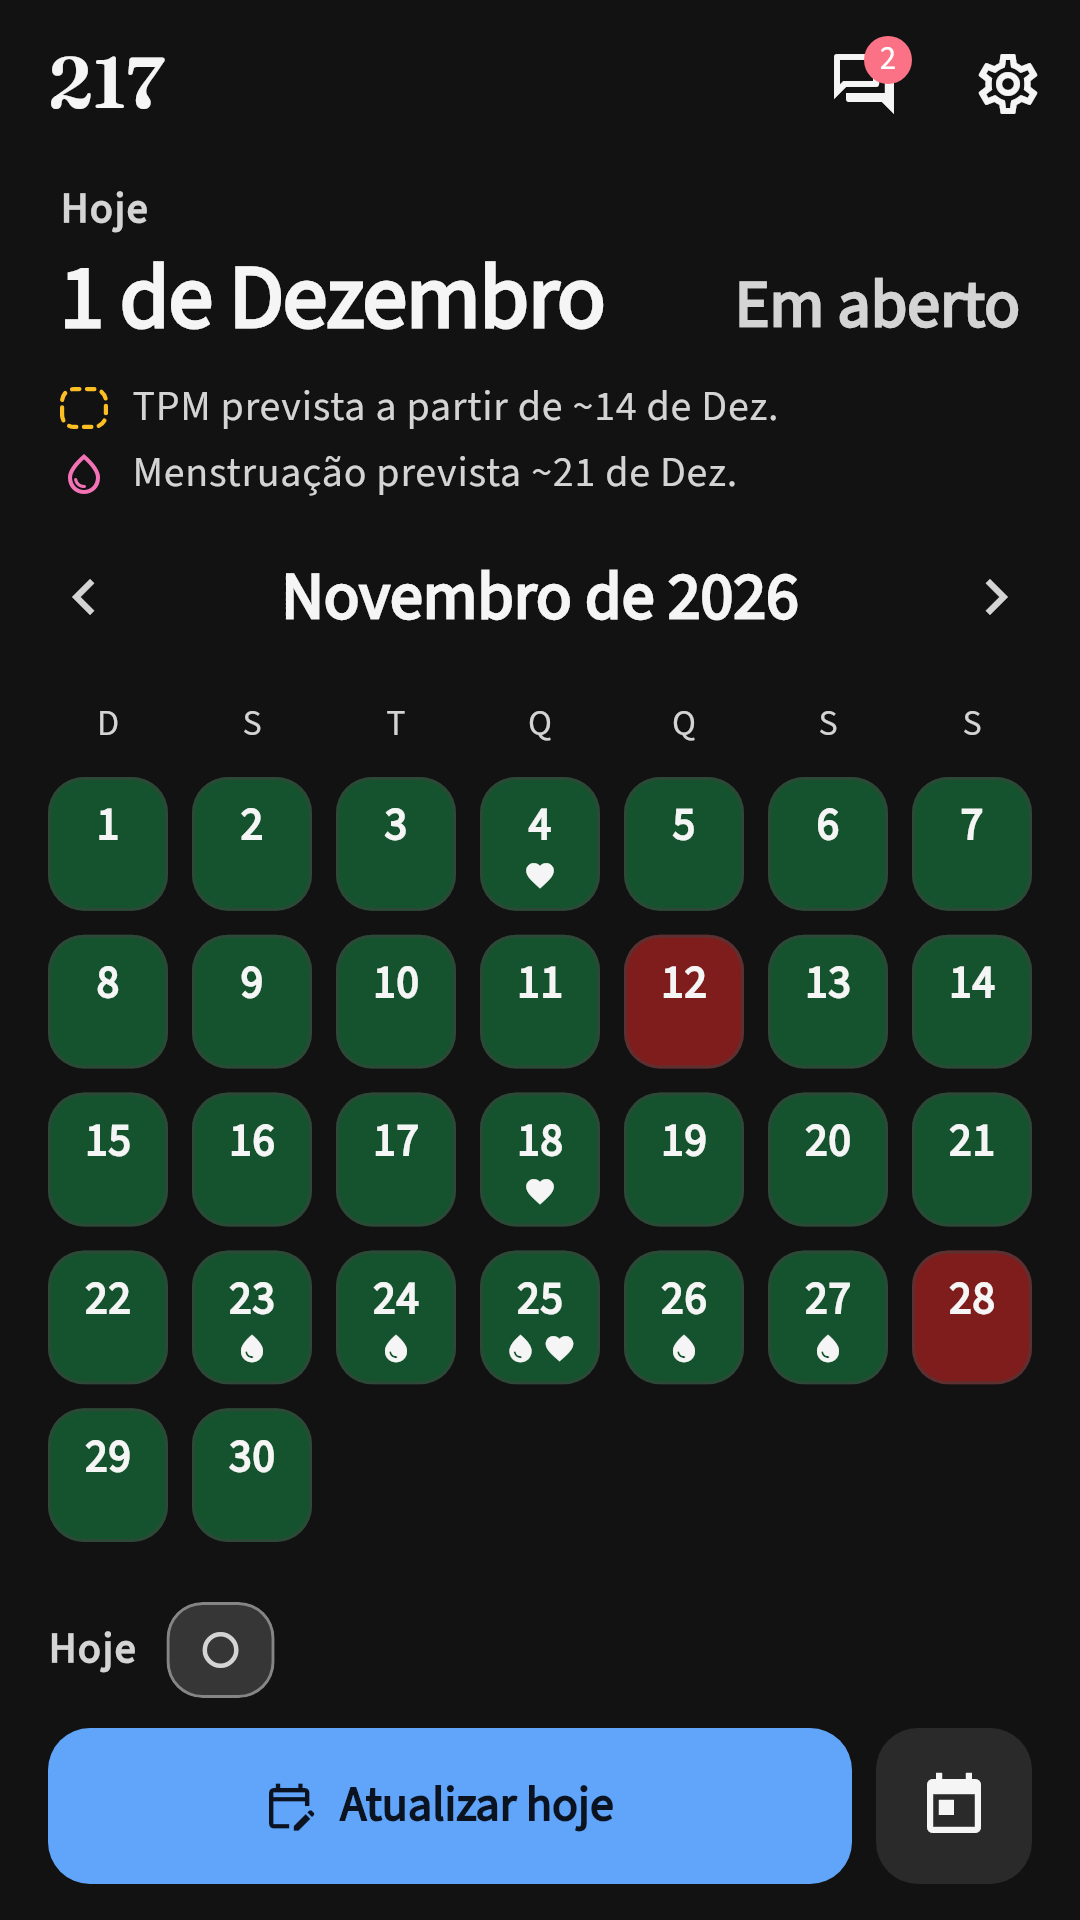 217
2
Hoje
1 de Dezembro
Em aberto
TPM prevista a partir de ~14 de Dez.
Menstruação prevista ~21 de Dez.
Novembro de 2026
D S T Q Q S S
1 2 3 4 5 6 7
8 9 10 11 12 13 14
15 16 17 18 19 20 21
22 23 24 25 26 27 28
29 30
Hoje
Atualizar hoje